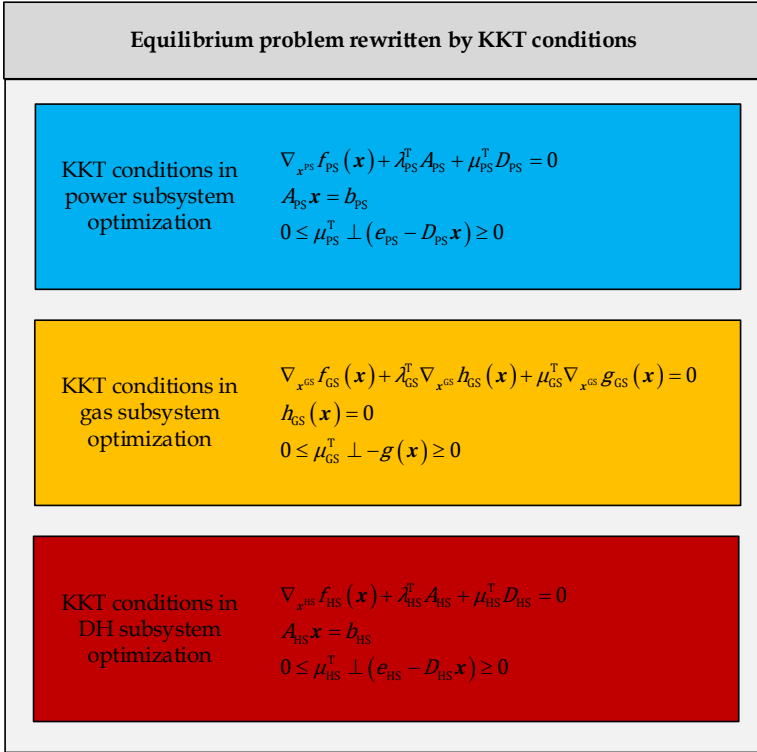 Equilibrium problem rewritten by KKT conditions
KKT conditions in
power subsystem
optimization
∇_{x^{PS}} f_{PS}(x) + λ_{PS}^{T} A_{PS} + μ_{PS}^{T} D_{PS} = 0
A_{PS} x = b_{PS}
0 ≤ μ_{PS}^{T} ⊥ (e_{PS} − D_{PS} x) ≥ 0
KKT conditions in
gas subsystem
optimization
∇_{x^{GS}} f_{GS}(x) + λ_{GS}^{T} ∇_{x^{GS}} h_{GS}(x) + μ_{GS}^{T} ∇_{x^{GS}} g_{GS}(x) = 0
h_{GS}(x) = 0
0 ≤ μ_{GS}^{T} ⊥ −g(x) ≥ 0
KKT conditions in
DH subsystem
optimization
∇_{x^{HS}} f_{HS}(x) + λ_{HS}^{T} A_{HS} + μ_{HS}^{T} D_{HS} = 0
A_{HS} x = b_{HS}
0 ≤ μ_{HS}^{T} ⊥ (e_{HS} − D_{HS} x) ≥ 0